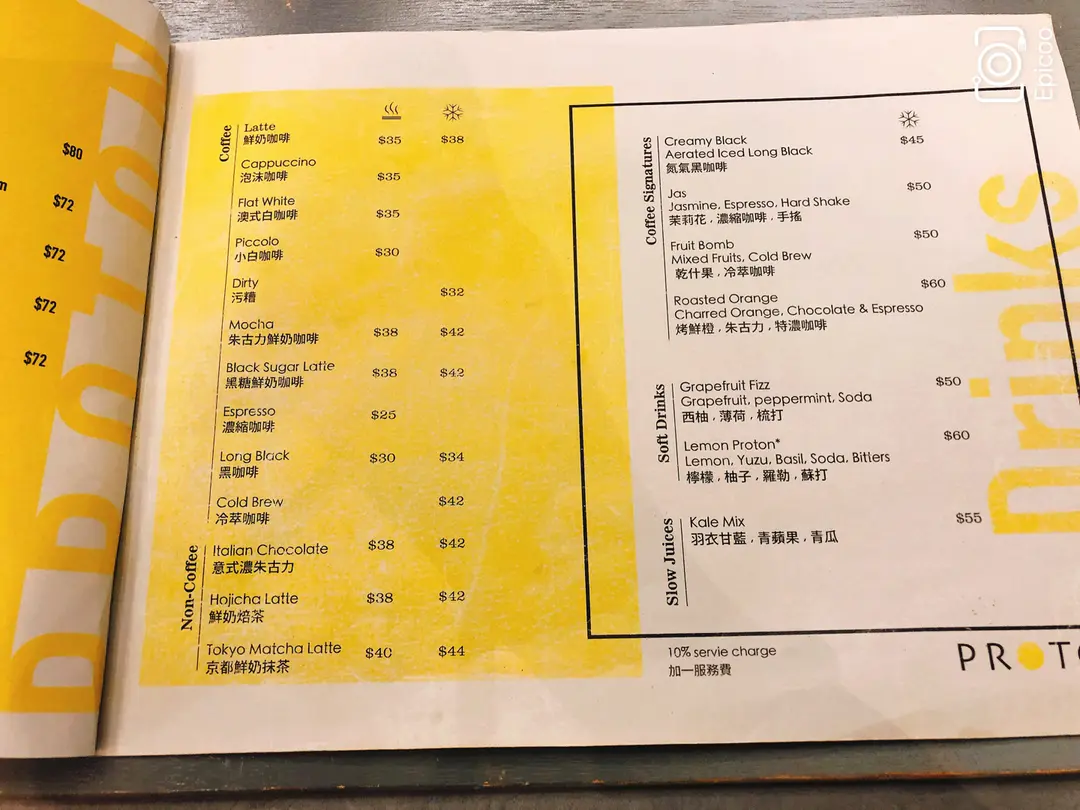 $80
$72
$72
$72
$72
Coffee
Latte
鮮奶咖啡 $35 $38
Cappuccino
泡沫咖啡 $35
Flat White
澳式白咖啡 $35
Piccolo
小白咖啡 $30
Dirty
污糟 $32
Mocha
朱古力鮮奶咖啡 $38 $42
Black Sugar Latte
黑糖鮮奶咖啡 $38 $42
Espresso
濃縮咖啡 $25
Long Black
黑咖啡 $30 $34
Cold Brew
冷萃咖啡 $42
Non-Coffee
Italian Chocolate $38 $42
意式濃朱古力
Hojicha Latte $38 $42
鮮奶焙茶
Tokyo Matcha Latte $40 $44
京都鮮奶抹茶
Coffee Signatures
Creamy Black $45
Aerated Iced Long Black
氮氣黑咖啡
Jas $50
Jasmine, Espresso, Hard Shake
茉莉花，濃縮咖啡，手搖
Fruit Bomb $50
Mixed Fruits, Cold Brew
乾什果，冷萃咖啡
Roasted Orange $60
Charred Orange, Chocolate & Espresso
烤鮮橙，朱古力，特濃咖啡
Soft Drinks
Grapefruit Fizz $50
Grapefruit, peppermint, Soda
西柚，薄荷，梳打
Lemon Proton* $60
Lemon, Yuzu, Basil, Soda, Bitters
檸檬，柚子，羅勒，蘇打
Slow Juices
Kale Mix $55
羽衣甘藍，青蘋果，青瓜
10% servie charge
加一服務費
Drinks
PROTO
Epicoo